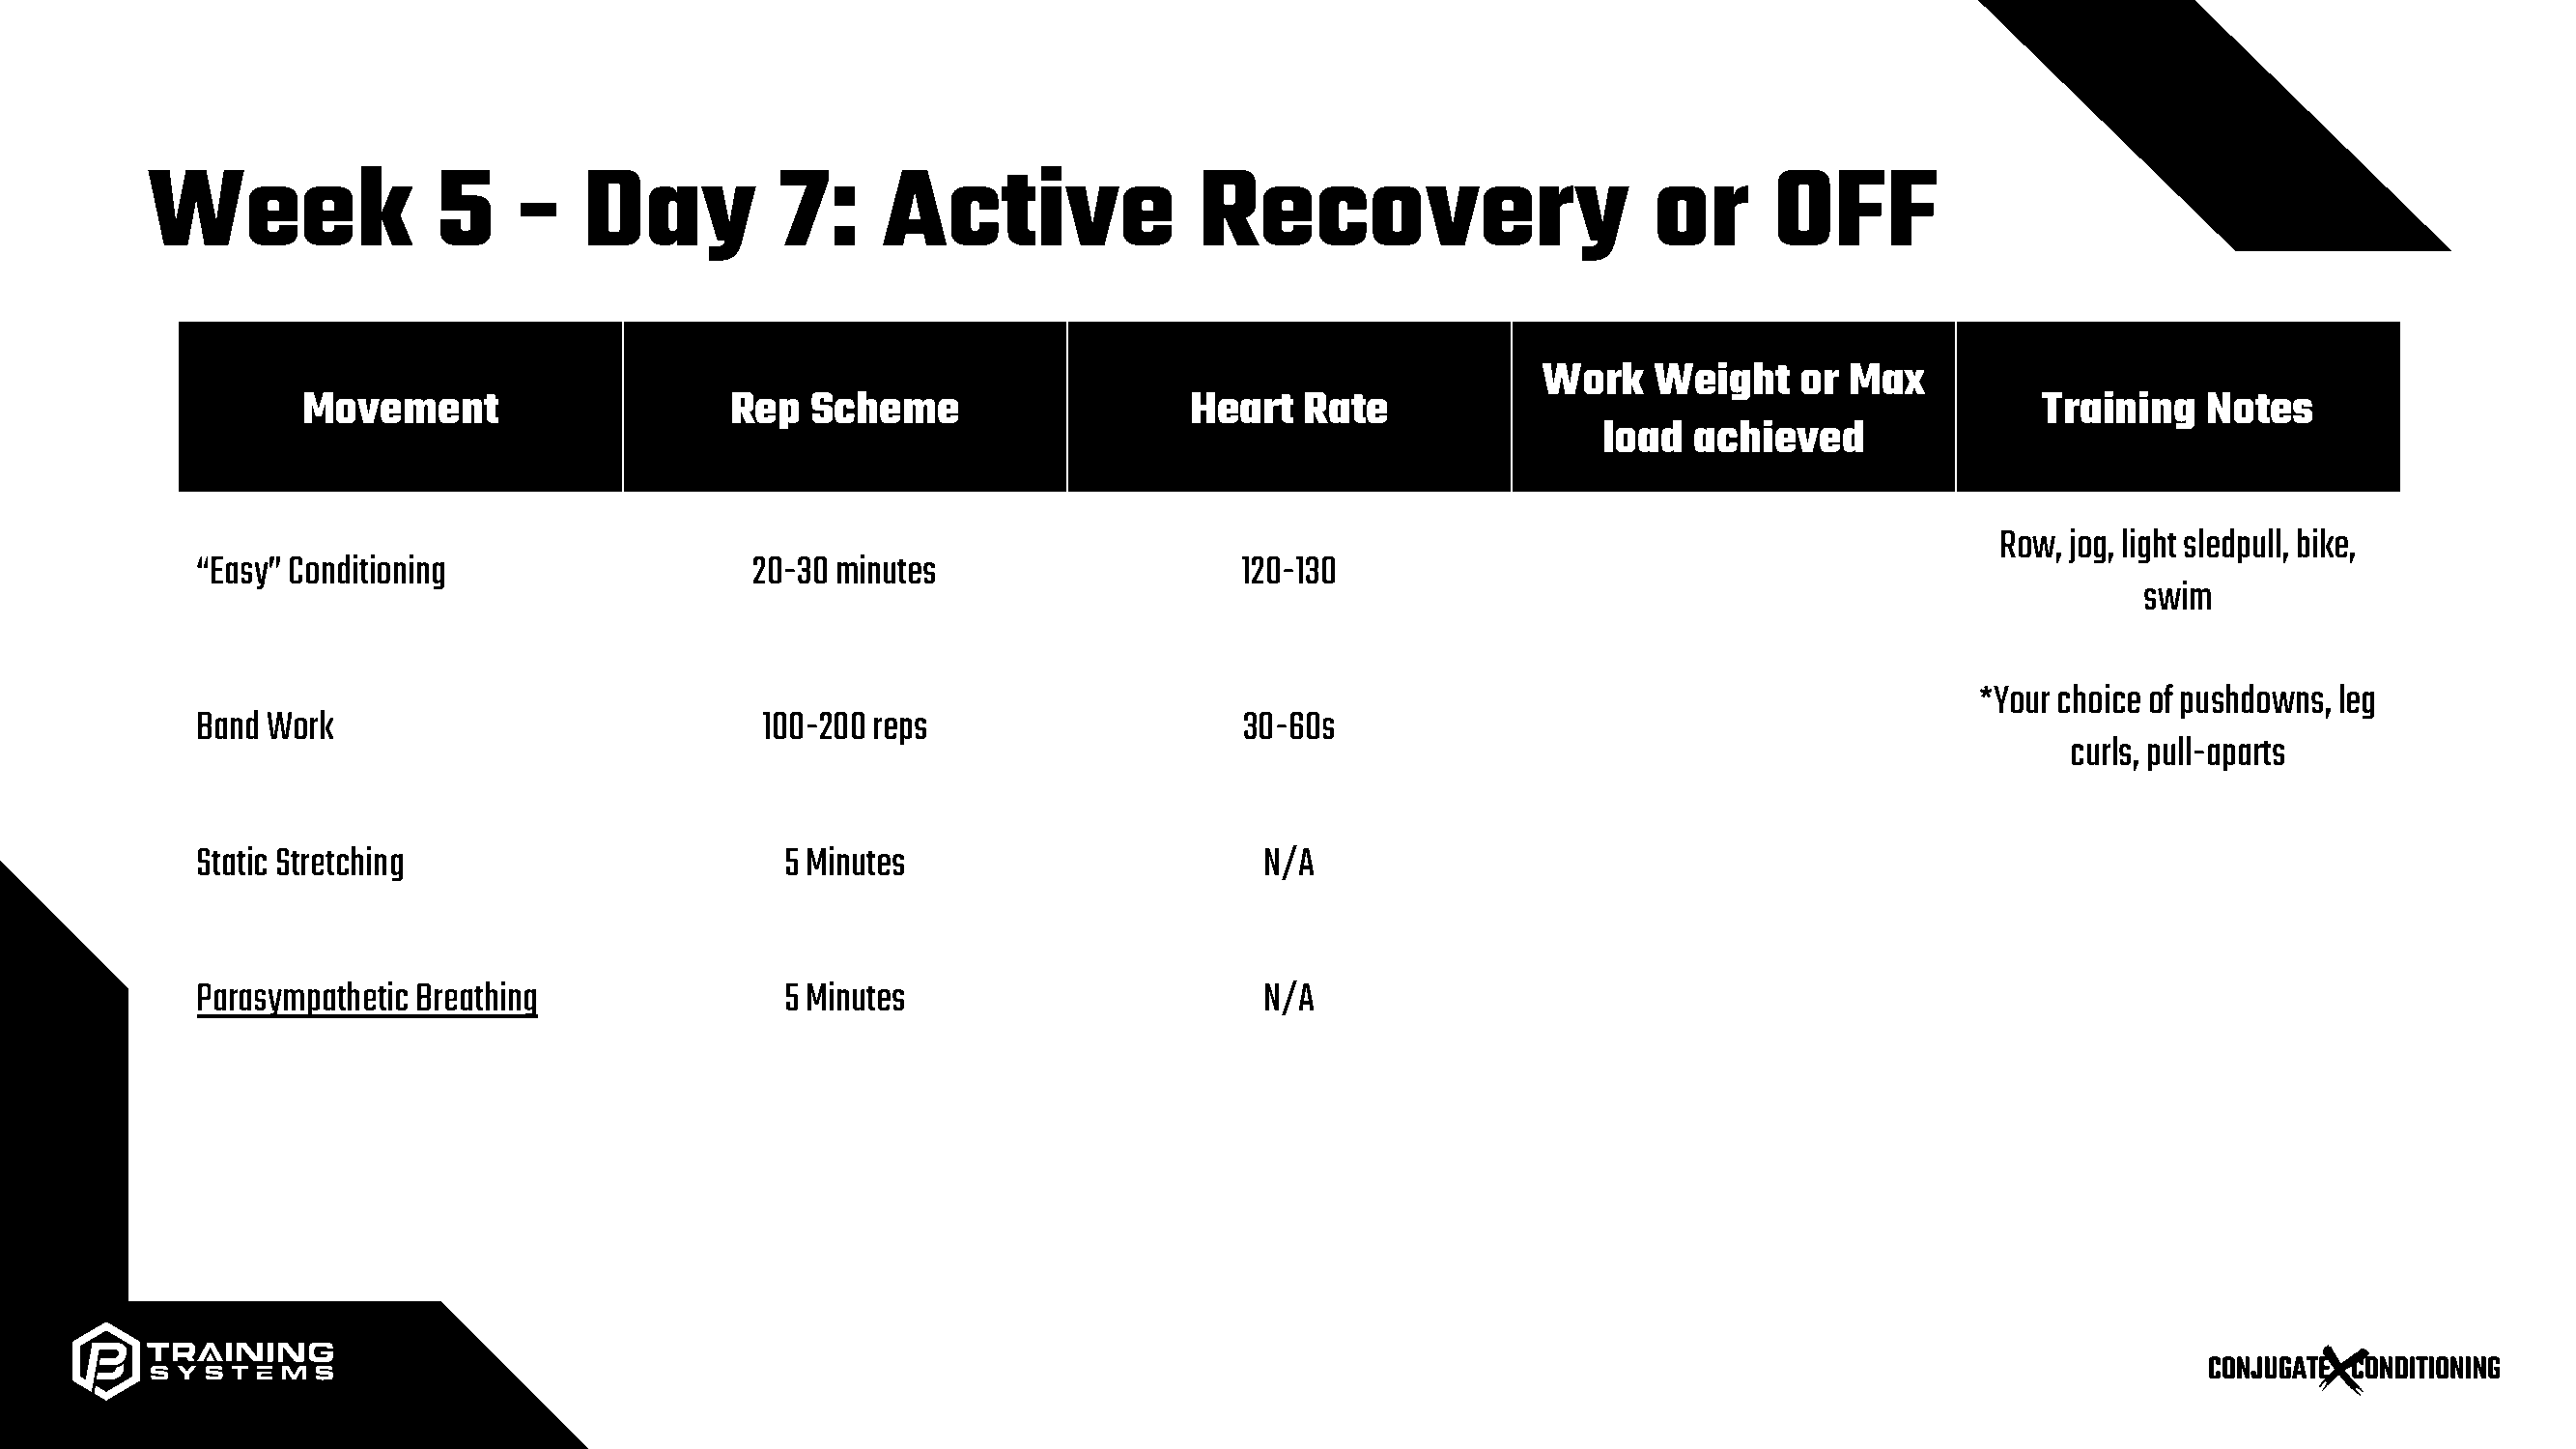 Week 5 – Day 7: Active Recovery or OFF
Movement
Rep Scheme
Heart Rate
Work Weight or Max
load achieved
Training Notes
“Easy” Conditioning
20-30 minutes
120-130
Row, jog, light sledpull, bike,
swim
Band Work
100-200 reps
30-60s
*Your choice of pushdowns, leg
curls, pull-aparts
Static Stretching
5 Minutes
N/A
Parasympathetic Breathing
5 Minutes
N/A
TRAINING
SYSTEMS
CONJUGATE X CONDITIONING